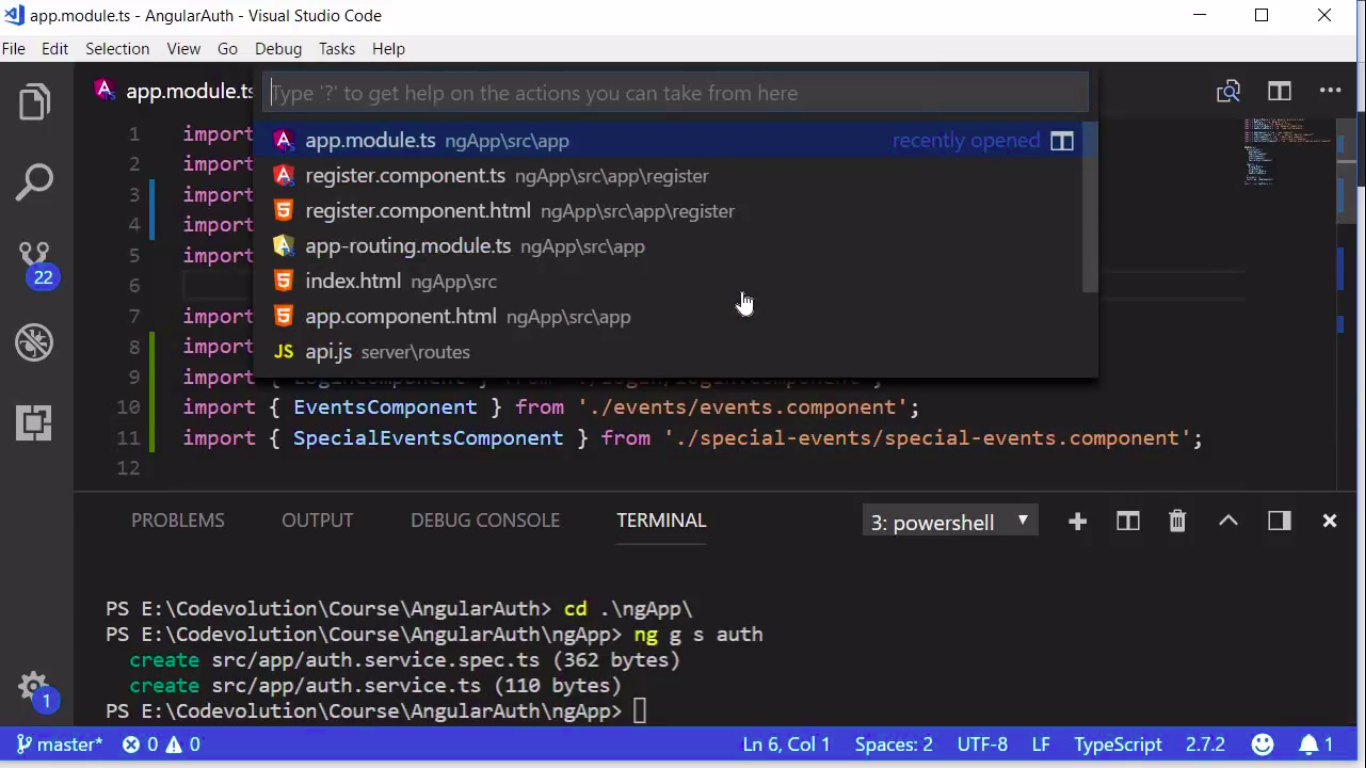 app.module.ts - AngularAuth - Visual Studio Code
File Edit Selection View Go Debug Tasks Help
app.module.ts
Type '?' to get help on the actions you can take from here
app.module.ts ngApp\src\app recently opened
register.component.ts ngApp\src\app\register
register.component.html ngApp\src\app\register
app-routing.module.ts ngApp\src\app
index.html ngApp\src
app.component.html ngApp\src\app
JS api.js server\routes
1 import
2 import
3 import
4 import
5 import
6
7 import
8 import
9 import { LoginComponent } from './login/login.component';
10 import { EventsComponent } from './events/events.component';
11 import { SpecialEventsComponent } from './special-events/special-events.component';
12
22
1
PROBLEMS OUTPUT DEBUG CONSOLE TERMINAL 3: powershell
PS E:\Codevolution\Course\AngularAuth> cd .\ngApp\
PS E:\Codevolution\Course\AngularAuth\ngApp> ng g s auth
create src/app/auth.service.spec.ts (362 bytes)
create src/app/auth.service.ts (110 bytes)
PS E:\Codevolution\Course\AngularAuth\ngApp>
master* 0 0 Ln 6, Col 1 Spaces: 2 UTF-8 LF TypeScript 2.7.2 1